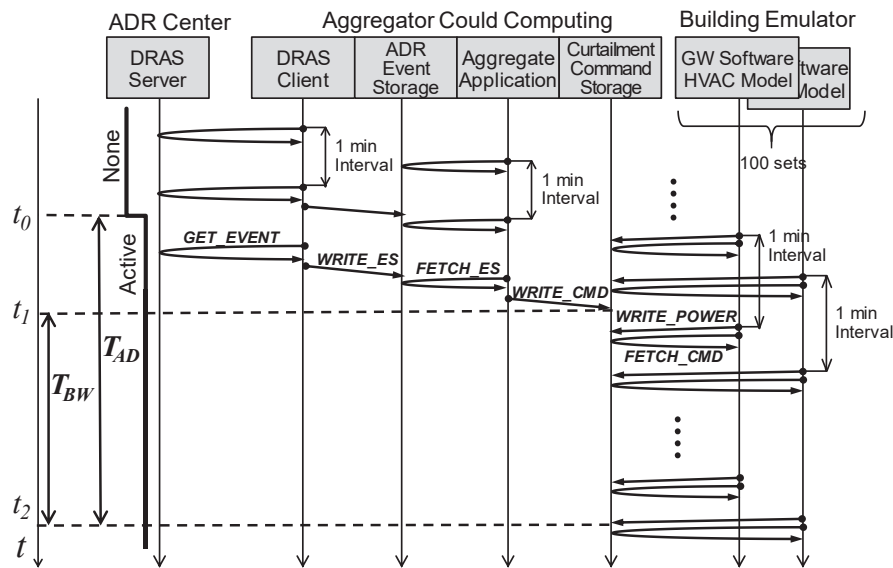 ADR Center
Aggregator Could Computing
Building Emulator
DRAS
Server
DRAS
Client
ADR
Event
Storage
Aggregate
Application
Curtailment
Command
Storage
GW Software
HVAC Model
ftware
Model
None
1 min
Interval
1 min
Interval
100 sets
t0
Active
GET_EVENT
WRITE_ES
FETCH_ES
WRITE_CMD
1 min
Interval
t1
WRITE_POWER
FETCH_CMD
1 min
Interval
TBW
TAD
t2
t